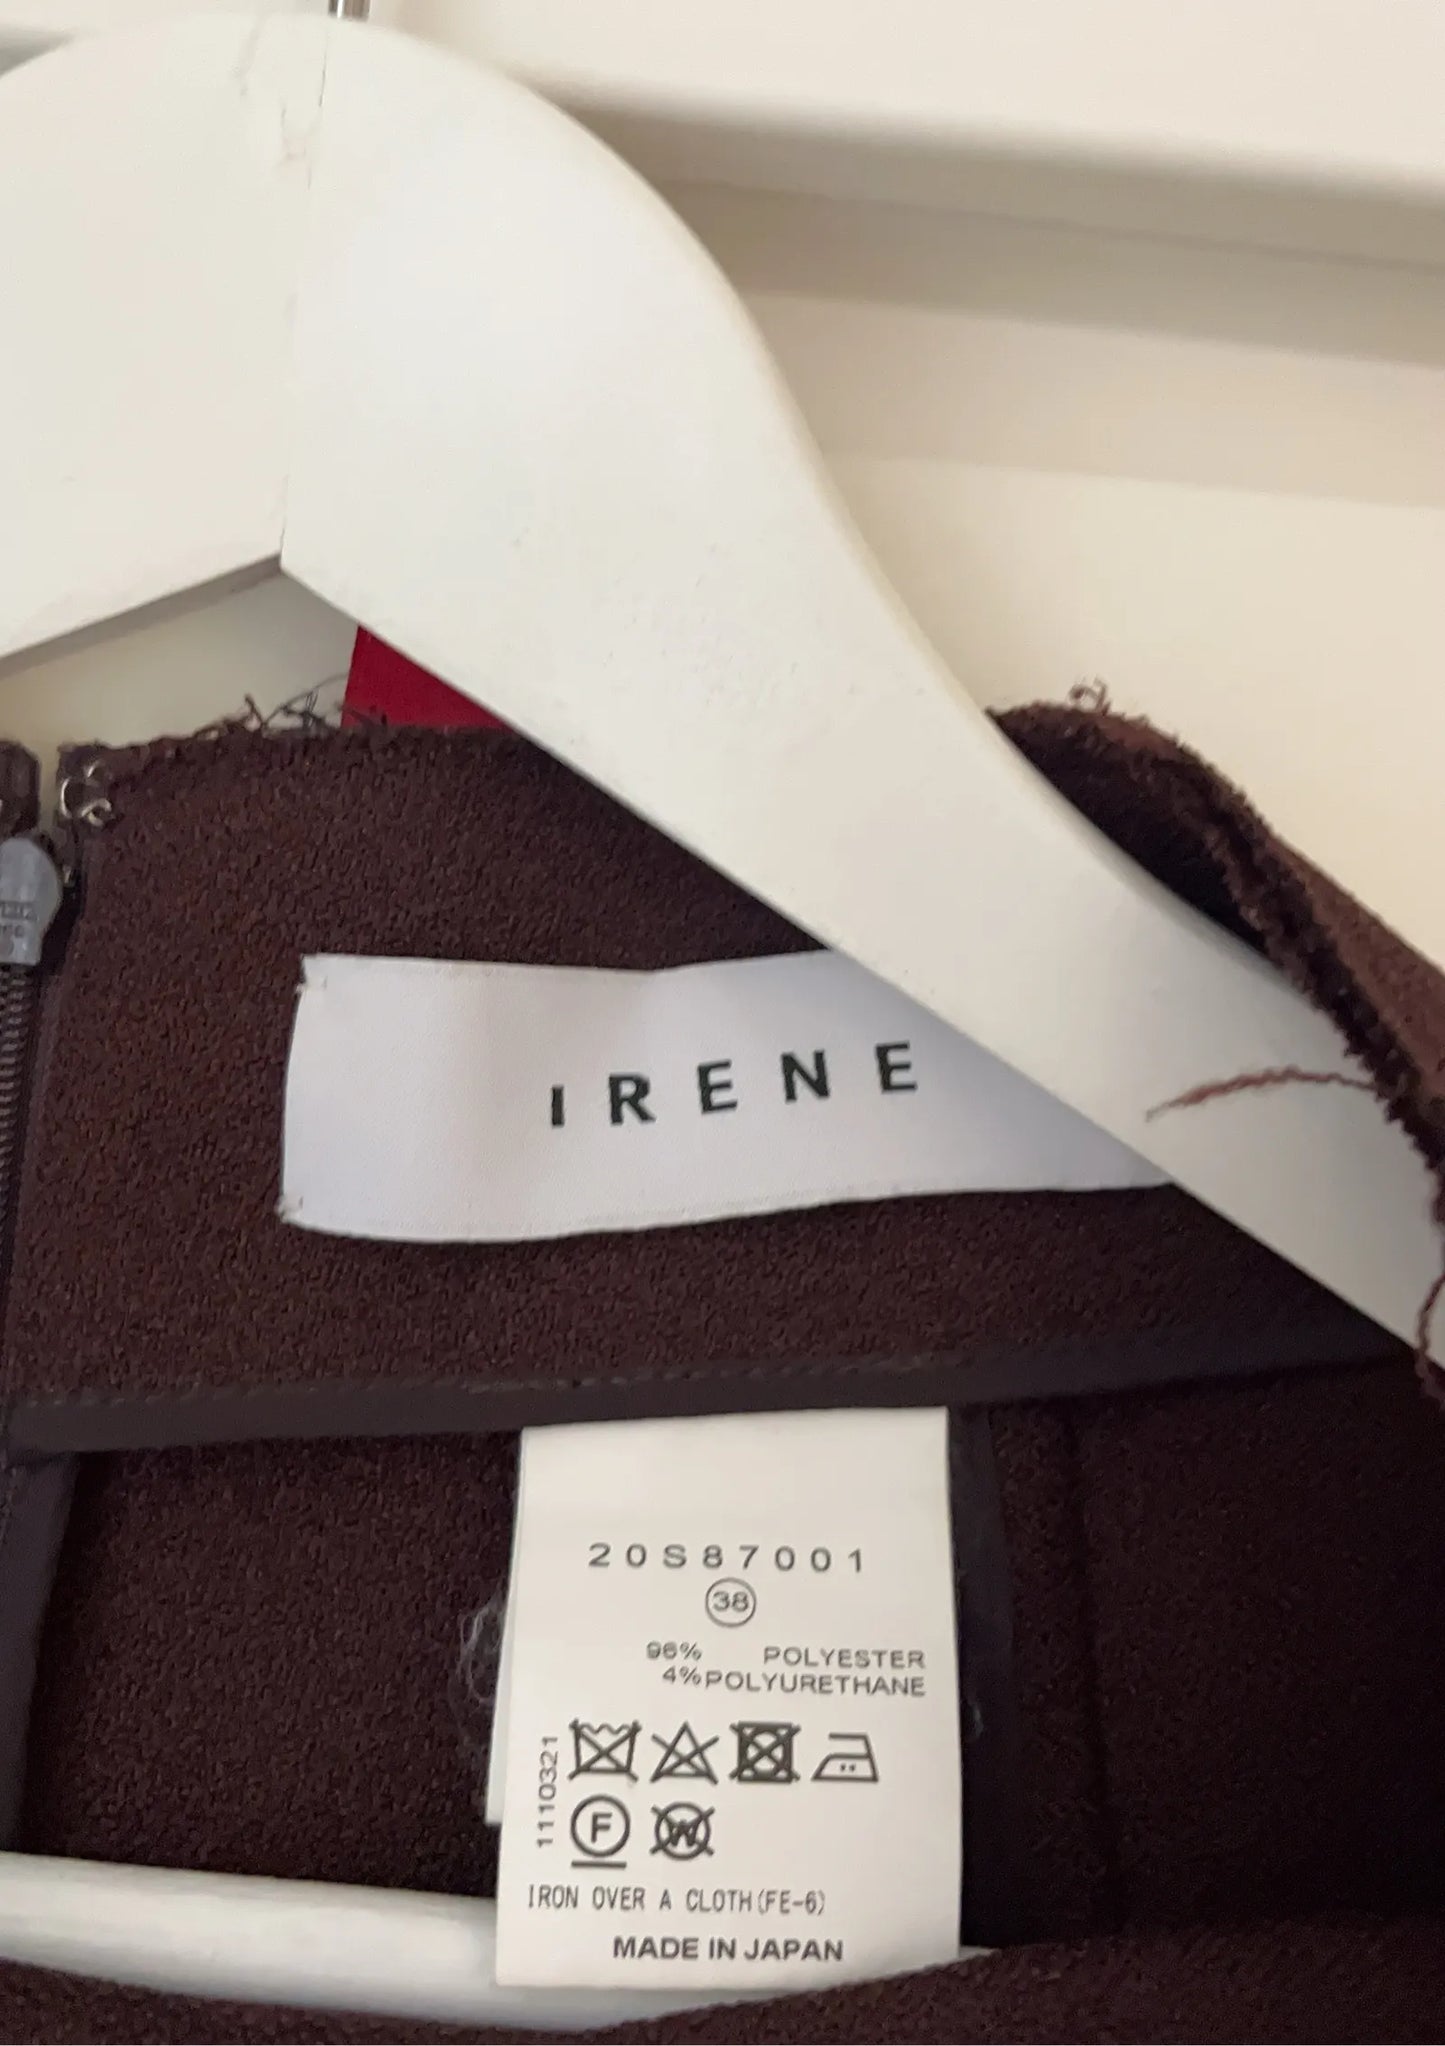 IRENE
20S87001
38
96% POLYESTER
4% POLYURETHANE
1110321
F W
IRON OVER A CLOTH(FE-6)
MADE IN JAPAN